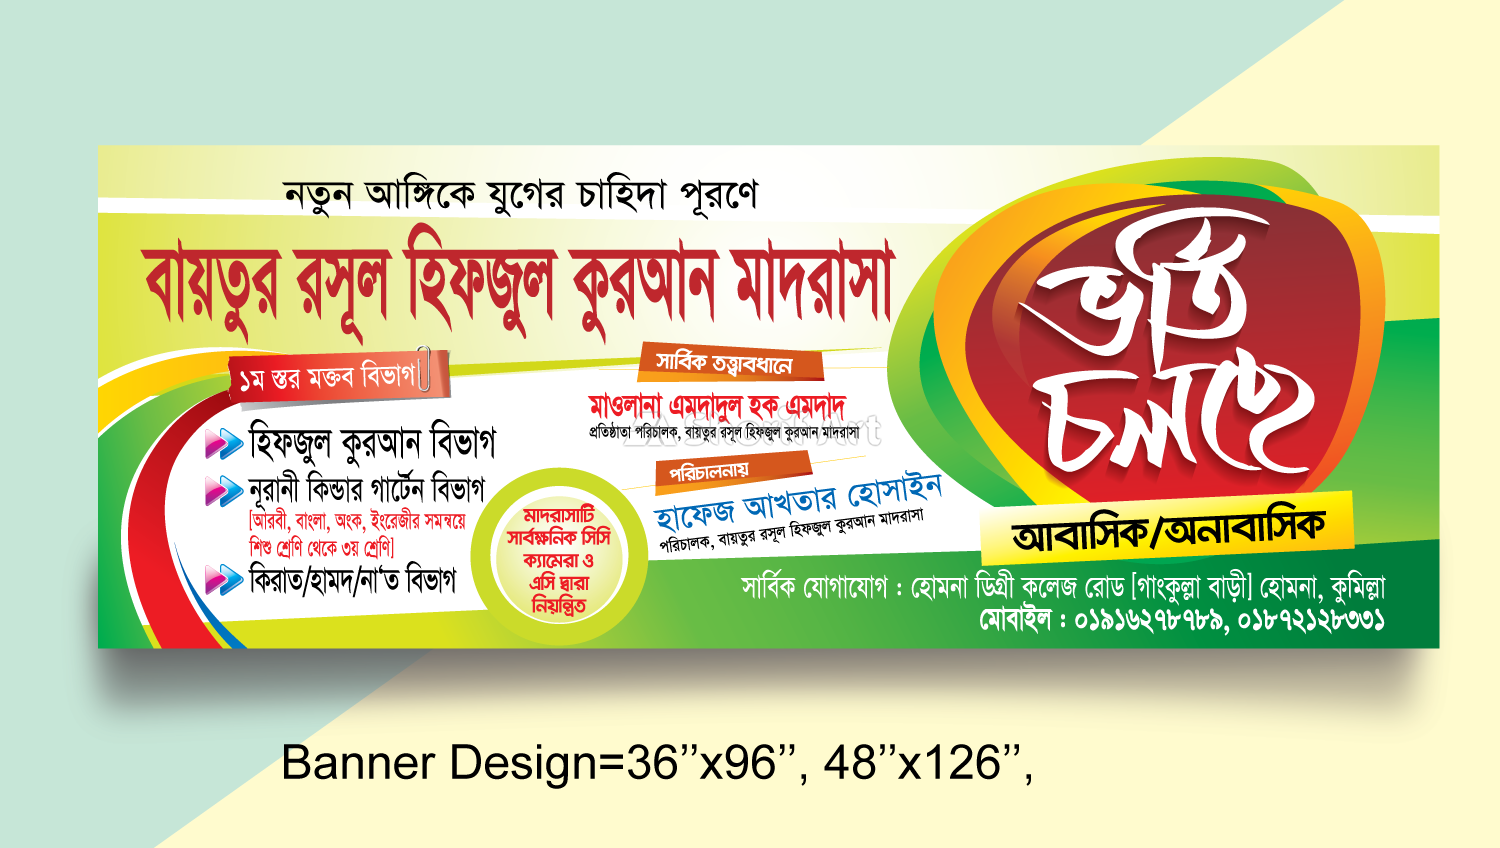 নতুন আঙ্গিকে যুগের চাহিদা পূরণে
বায়তুর রসূল হিফজুল কুরআন মাদরাসা
ভর্তি
চলছে
১ম স্তর মক্তব বিভাগ
হিফজুল কুরআন বিভাগ
নূরানী কিন্ডার গার্টেন বিভাগ
[আরবী, বাংলা, অংক, ইংরেজীর সমন্বয়ে
শিশু শ্রেণি থেকে ৩য় শ্রেণি]
কিরাত/হামদ/না'ত বিভাগ
মাদরাসাটি
সার্বক্ষনিক সিসি
ক্যামেরা ও
এসি দ্বারা
নিয়ন্ত্রিত
সার্বিক তত্ত্বাবধানে
মাওলানা এমদাদুল হক এমদাদ
প্রতিষ্ঠাতা পরিচালক, বায়তুর রসূল হিফজুল কুরআন মাদরাসা
পরিচালনায়
হাফেজ আখতার হোসাইন
পরিচালক, বায়তুর রসূল হিফজুল কুরআন মাদরাসা
আবাসিক/অনাবাসিক
সার্বিক যোগাযোগ : হোমনা ডিগ্রী কলেজ রোড [গাংকুল্লা বাড়ী] হোমনা, কুমিল্লা
মোবাইল : ০১৯১৬২৭৮৭৮৯, ০১৮৭২১২৮৩৩১
Banner Design=36’’x96’’, 48’’x126’’,